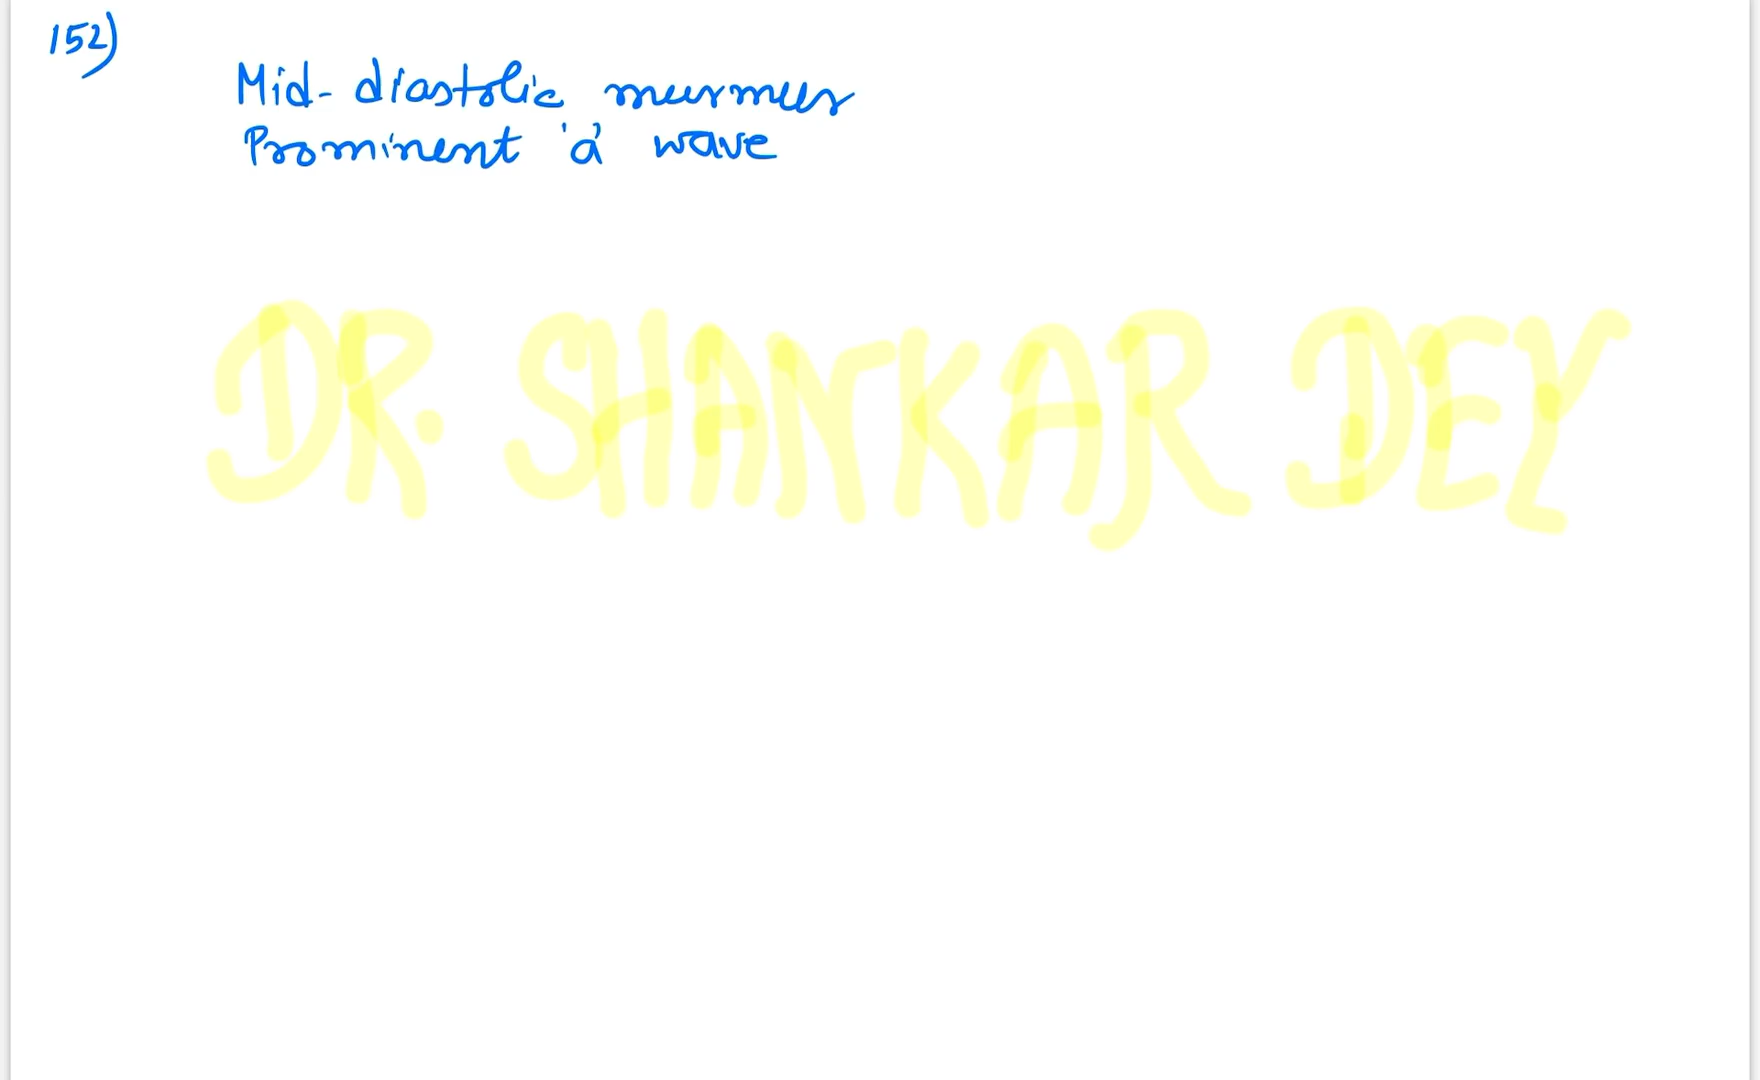 152)
Mid-diastolic murmur
Prominent 'a' wave
DR. SHANKAR DEY